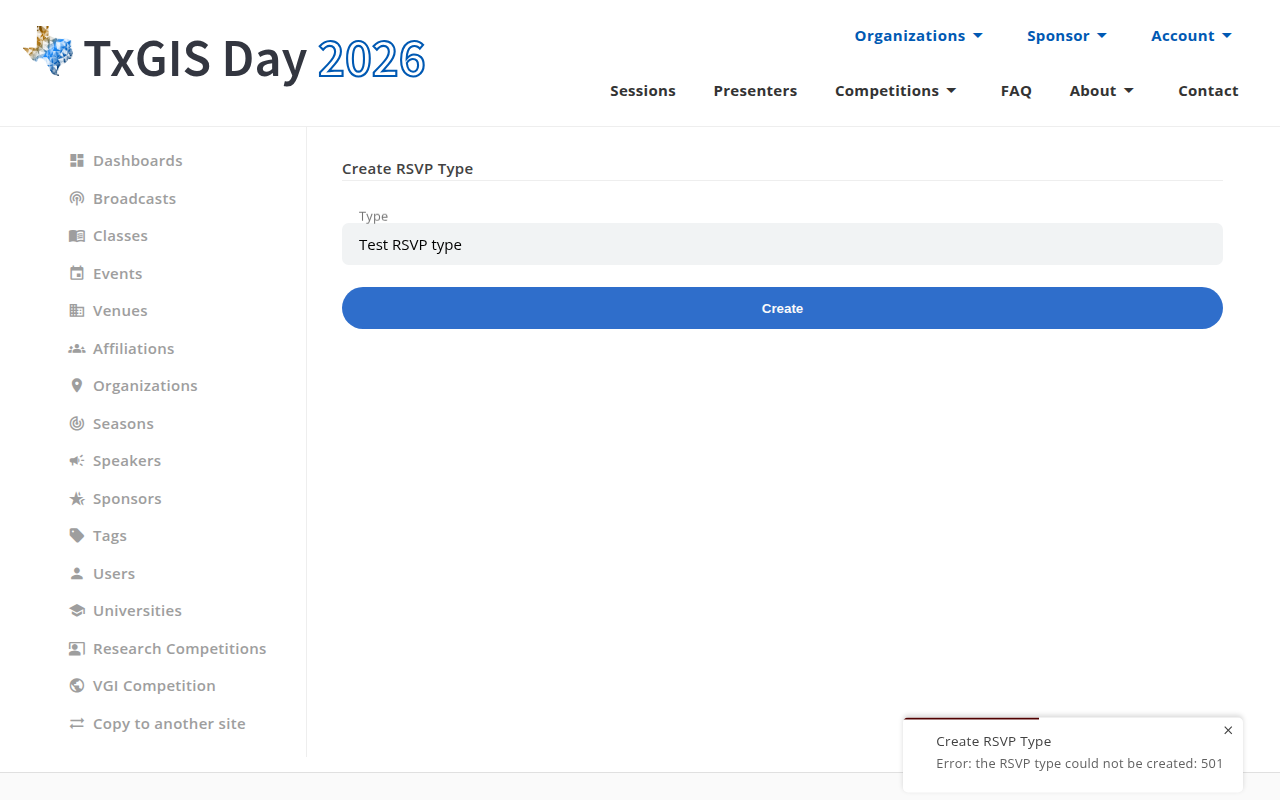 TxGIS Day 2026
Organizations
Sponsor
Account
Sessions
Presenters
Competitions
FAQ
About
Contact
Dashboards
Broadcasts
Classes
Events
Venues
Affiliations
Organizations
Seasons
Speakers
Sponsors
Tags
Users
Universities
Research Competitions
VGI Competition
Copy to another site
Create RSVP Type
Type
Test RSVP type
Create
Create RSVP Type
Error: the RSVP type could not be created: 501